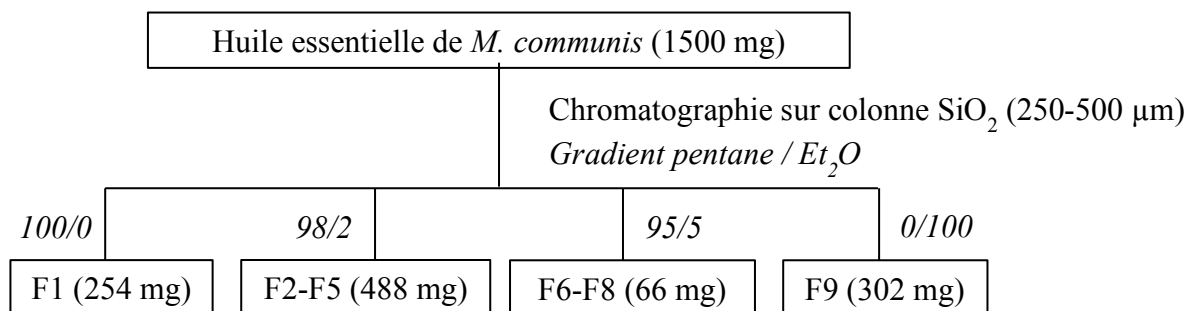 Huile essentielle de M. communis (1500 mg)
Chromatographie sur colonne SiO₂ (250-500 µm)
Gradient pentane / Et₂O
100/0 98/2 95/5 0/100
F1 (254 mg) F2-F5 (488 mg) F6-F8 (66 mg) F9 (302 mg)